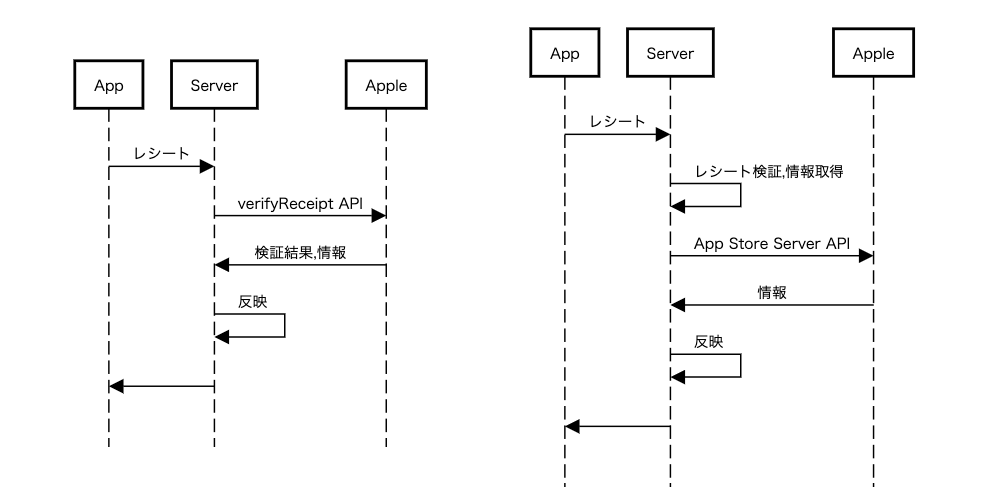 App
Server
Apple
レシート
verifyReceipt API
検証結果,情報
反映
App
Server
Apple
レシート
レシート検証,情報取得
App Store Server API
情報
反映